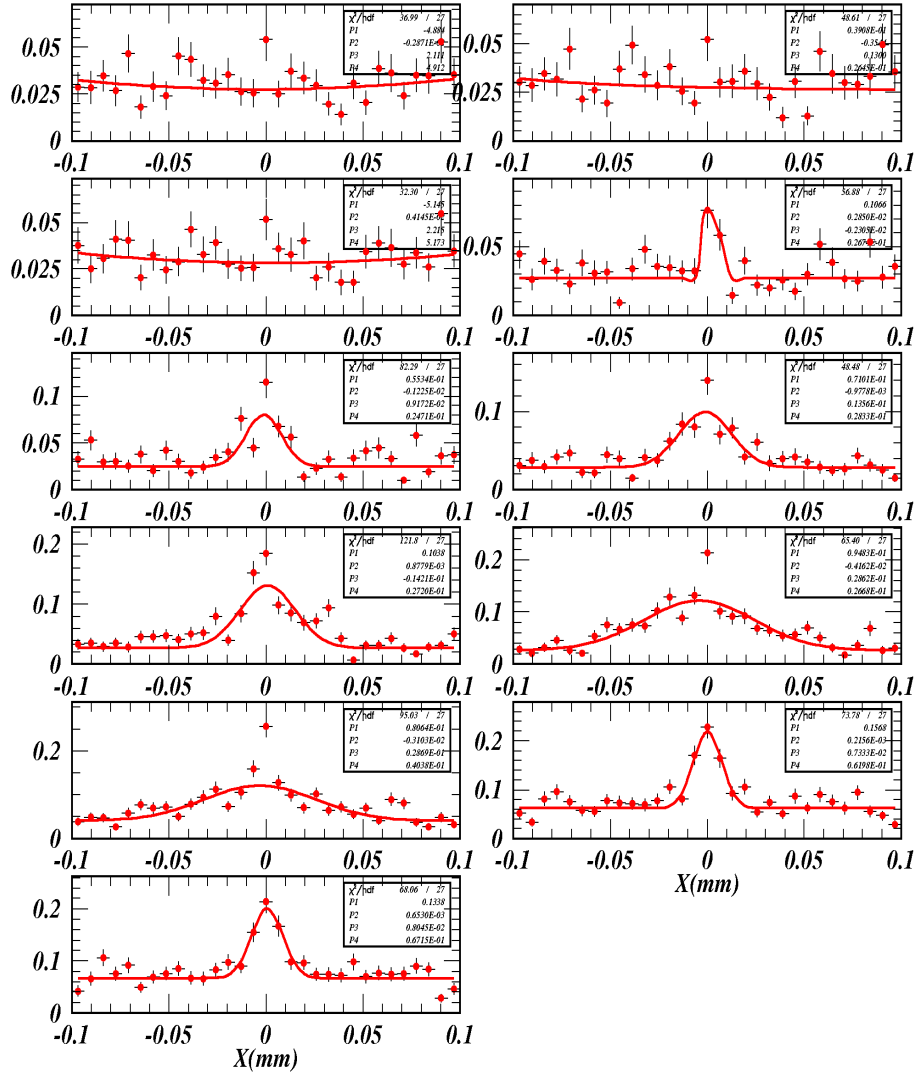 χ²/ndf 36.99 / 27
P1 -4.884
P2 -0.2871E-01
P3 2.111
P4 4.912
0.05
0.025
0
-0.1 -0.05 0 0.05 0.1
χ²/ndf 48.61 / 27
P1 0.3908E-01
P2
P3 0.1300
P4
0.05
0.025
0
-0.1 -0.05 0 0.05 0.1
χ²/ndf 32.30 / 27
P1 -5.145
P2 0.4145E-02
P3 2.215
P4 5.173
0.05
0.025
0
-0.1 -0.05 0 0.05 0.1
χ²/ndf 56.88 / 27
P1 0.1066
P2 0.2850E-02
P3 -0.2305E-02
P4
0.05
0
-0.1 -0.05 0 0.05 0.1
χ²/ndf 82.29 / 27
P1 0.5534E-01
P2 -0.1225E-02
P3 0.9172E-02
P4 0.2471E-01
0.1
0.05
0
-0.1 -0.05 0 0.05 0.1
χ²/ndf 48.48 / 27
P1 0.7101E-01
P2 -0.9778E-03
P3 0.1356E-01
P4 0.2833E-01
0.1
0
-0.1 -0.05 0 0.05 0.1
χ²/ndf 121.8 / 27
P1 0.1038
P2 0.8779E-03
P3 -0.1421E-01
P4 0.2720E-01
0.2
0.1
0
-0.1 -0.05 0 0.05 0.1
χ²/ndf 65.40 / 27
P1 0.9483E-01
P2 -0.4162E-02
P3 0.2862E-01
P4 0.2668E-01
0.2
0.1
0
-0.1 -0.05 0 0.05 0.1
χ²/ndf 95.03 / 27
P1 0.8064E-01
P2 -0.3103E-02
P3 0.2869E-01
P4 0.4038E-01
0.2
0
-0.1 -0.05 0 0.05 0.1
χ²/ndf 73.78 / 27
P1 0.1568
P2 0.2156E-03
P3 0.7333E-02
P4 0.6198E-01
0.2
0.1
0
-0.1 -0.05 0 0.05 0.1
X(mm)
χ²/ndf 68.06 / 27
P1 0.1338
P2 0.6530E-03
P3 0.8045E-02
P4 0.6715E-01
0.2
0.1
0
-0.1 -0.05 0 0.05 0.1
X(mm)